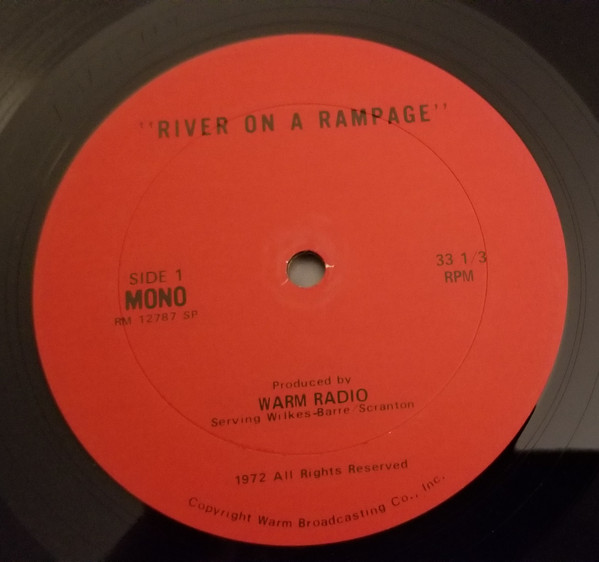 "RIVER ON A RAMPAGE"
SIDE 1
MONO
RM 12787 SP
33 1/3
RPM
Produced by
WARM RADIO
Serving Wilkes-Barre/Scranton
1972 All Rights Reserved
Copyright Warm Broadcasting Co., Inc.